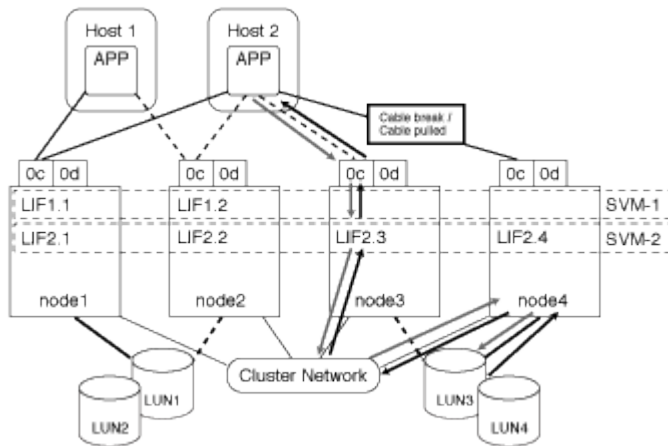 Host 1
Host 2
APP
APP
Cable break /
Cable pulled
0c 0d
0c 0d
0c 0d
0c 0d
LIF1.1
LIF1.2
SVM-1
LIF2.1
LIF2.2
LIF2.3
LIF2.4
SVM-2
node1
node2
node3
node4
Cluster Network
LUN1
LUN2
LUN3
LUN4